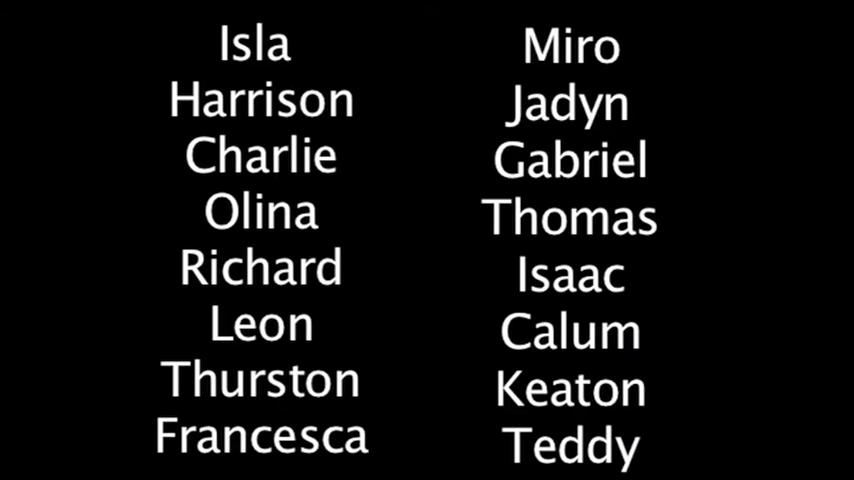 Isla
Harrison
Charlie
Olina
Richard
Leon
Thurston
Francesca
Miro
Jadyn
Gabriel
Thomas
Isaac
Calum
Keaton
Teddy